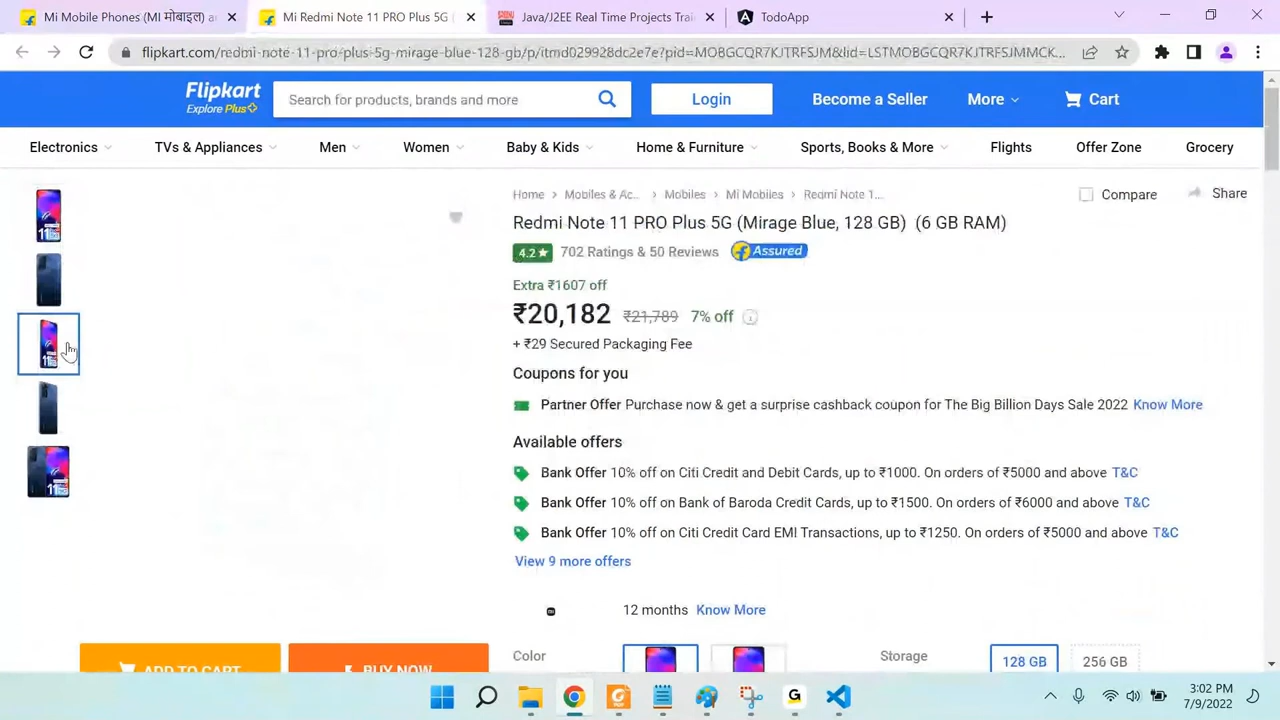 Mi Mobile Phones (MI मोबाइल) a
Mi Redmi Note 11 PRO Plus 5G (
Java/J2EE Real Time Projects Trai
TodoApp
flipkart.com/redmi-note-11-pro-plus-5g-mirage-blue-128-gb/p/itmd029928dc2e7e?pid=MOBGCQR7KJTRFSJM&lid=LSTMOBGCQR7KJTRFSJMMCK...
Flipkart
Explore Plus
Search for products, brands and more
Login
Become a Seller
More
Cart
Electronics
TVs & Appliances
Men
Women
Baby & Kids
Home & Furniture
Sports, Books & More
Flights
Offer Zone
Grocery
Home > Mobiles & Ac... > Mobiles > Mi Mobiles > Redmi Note 1...
Compare
Share
Redmi Note 11 PRO Plus 5G (Mirage Blue, 128 GB) (6 GB RAM)
4.2★ 702 Ratings & 50 Reviews Assured
Extra ₹1607 off
₹20,182 ₹21,789 7% off
+ ₹29 Secured Packaging Fee
Coupons for you
Partner Offer Purchase now & get a surprise cashback coupon for The Big Billion Days Sale 2022 Know More
Available offers
Bank Offer 10% off on Citi Credit and Debit Cards, up to ₹1000. On orders of ₹5000 and above T&C
Bank Offer 10% off on Bank of Baroda Credit Cards, up to ₹1500. On orders of ₹6000 and above T&C
Bank Offer 10% off on Citi Credit Card EMI Transactions, up to ₹1250. On orders of ₹5000 and above T&C
View 9 more offers
12 months Know More
ADD TO CART
BUY NOW
Color
Storage
128 GB
256 GB
3:02 PM
7/9/2022